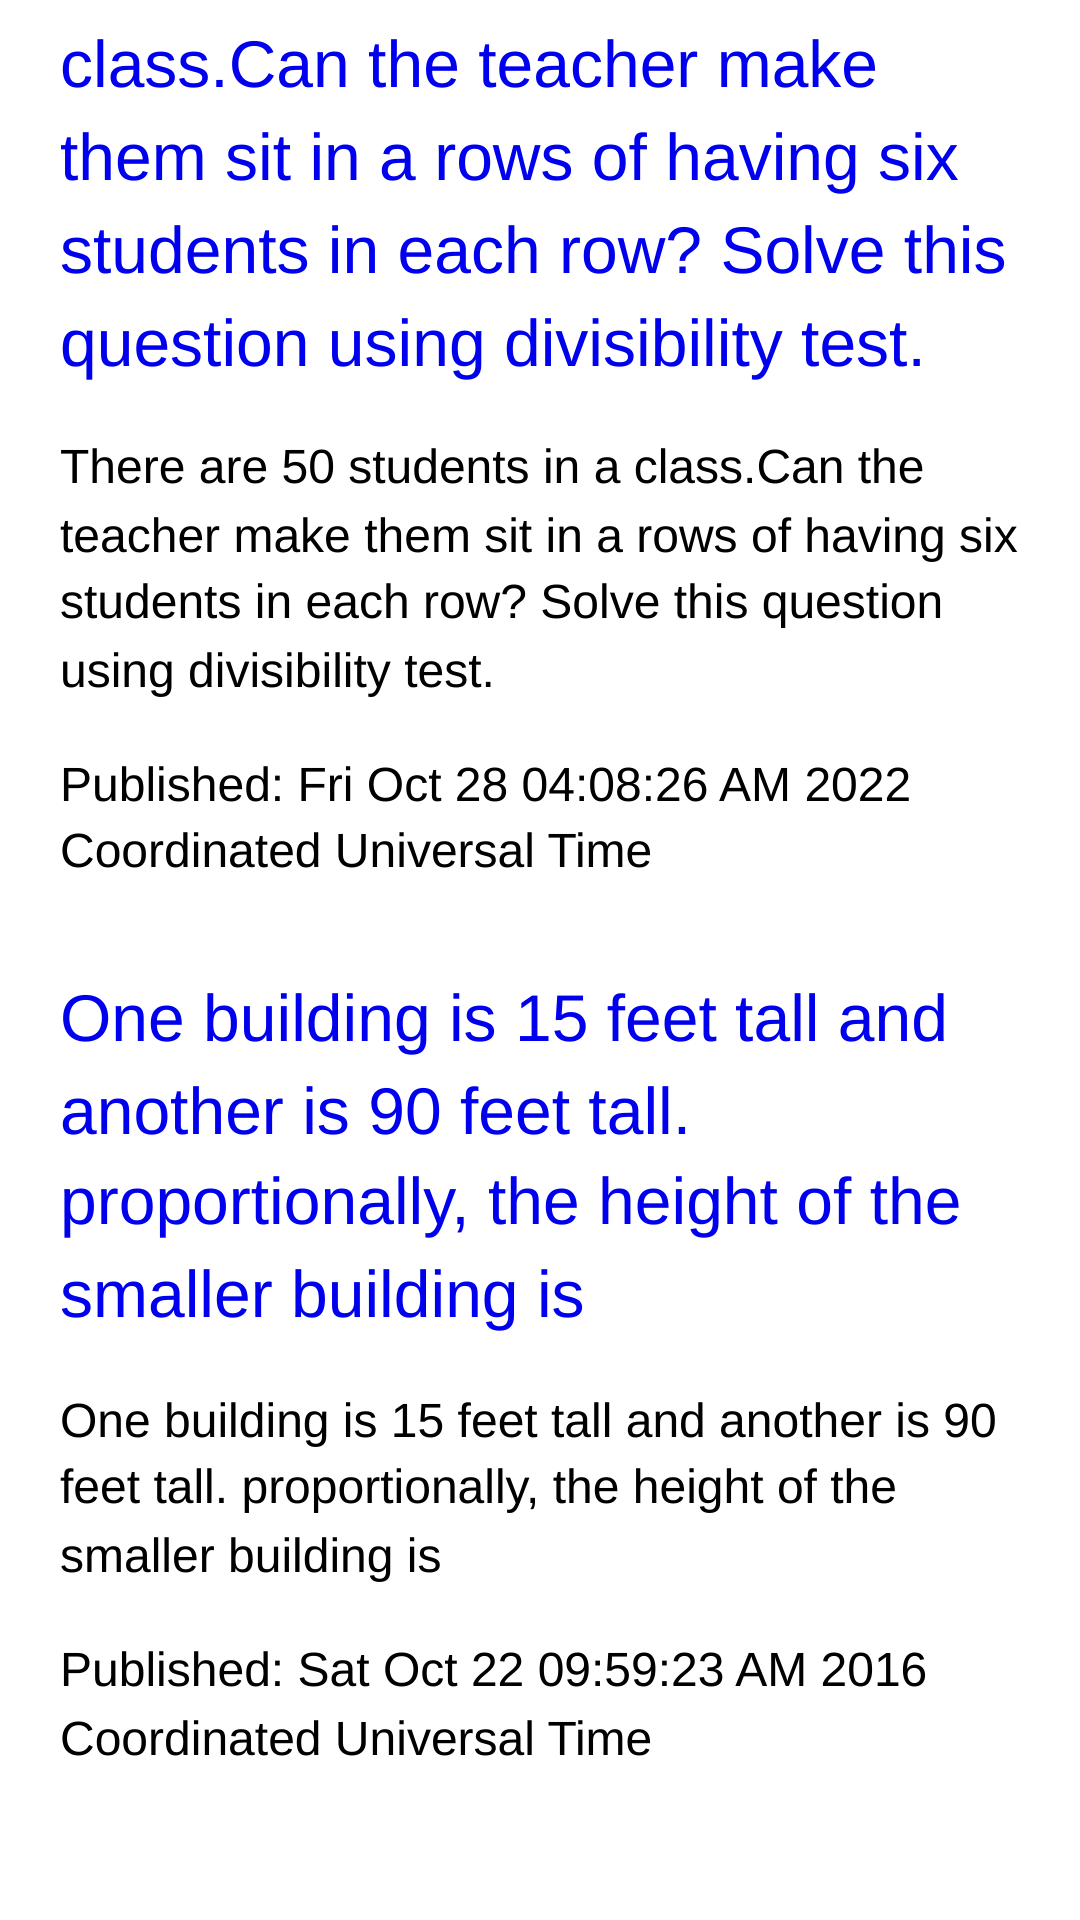 class.Can the teacher make
them sit in a rows of having six
students in each row? Solve this
question using divisibility test.
There are 50 students in a class.Can the
teacher make them sit in a rows of having six
students in each row? Solve this question
using divisibility test.
Published: Fri Oct 28 04:08:26 AM 2022
Coordinated Universal Time
One building is 15 feet tall and
another is 90 feet tall.
proportionally, the height of the
smaller building is
One building is 15 feet tall and another is 90
feet tall. proportionally, the height of the
smaller building is
Published: Sat Oct 22 09:59:23 AM 2016
Coordinated Universal Time